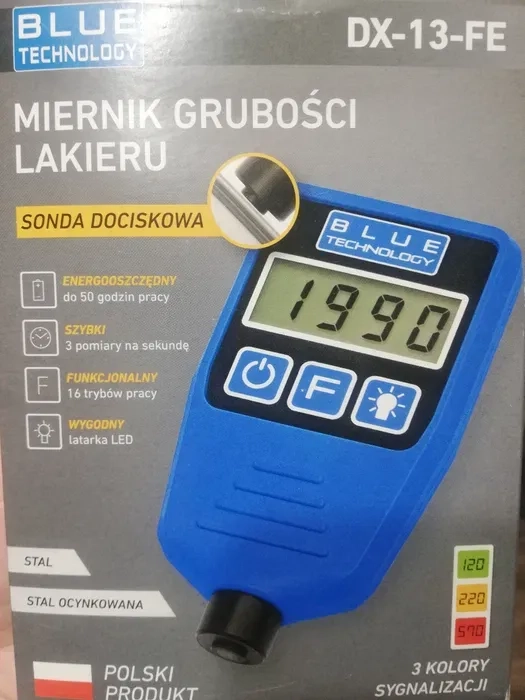 BLUE
TECHNOLOGY
DX-13-FE
MIERNIK GRUBOŚCI
LAKIERU
SONDA DOCISKOWA
BLUE
TECHNOLOGY
1990
F
ENERGOOSZCZĘDNY
do 50 godzin pracy
SZYBKI
3 pomiary na sekundę
F
FUNKCJONALNY
16 trybów pracy
WYGODNY
latarka LED
STAL
STAL OCYNKOWANA
120
220
570
POLSKI
PRODUKT
3 KOLORY
SYGNALIZACJI